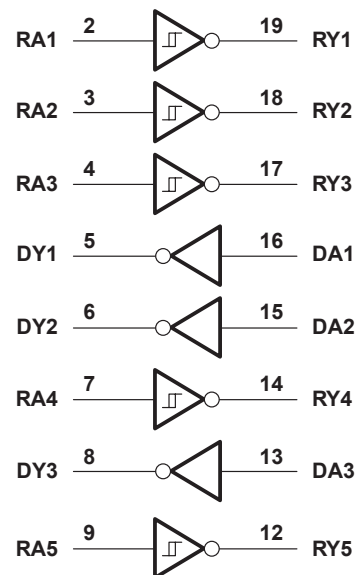 RA1 2 19 RY1
RA2 3 18 RY2
RA3 4 17 RY3
DY1 5 16 DA1
DY2 6 15 DA2
RA4 7 14 RY4
DY3 8 13 DA3
RA5 9 12 RY5